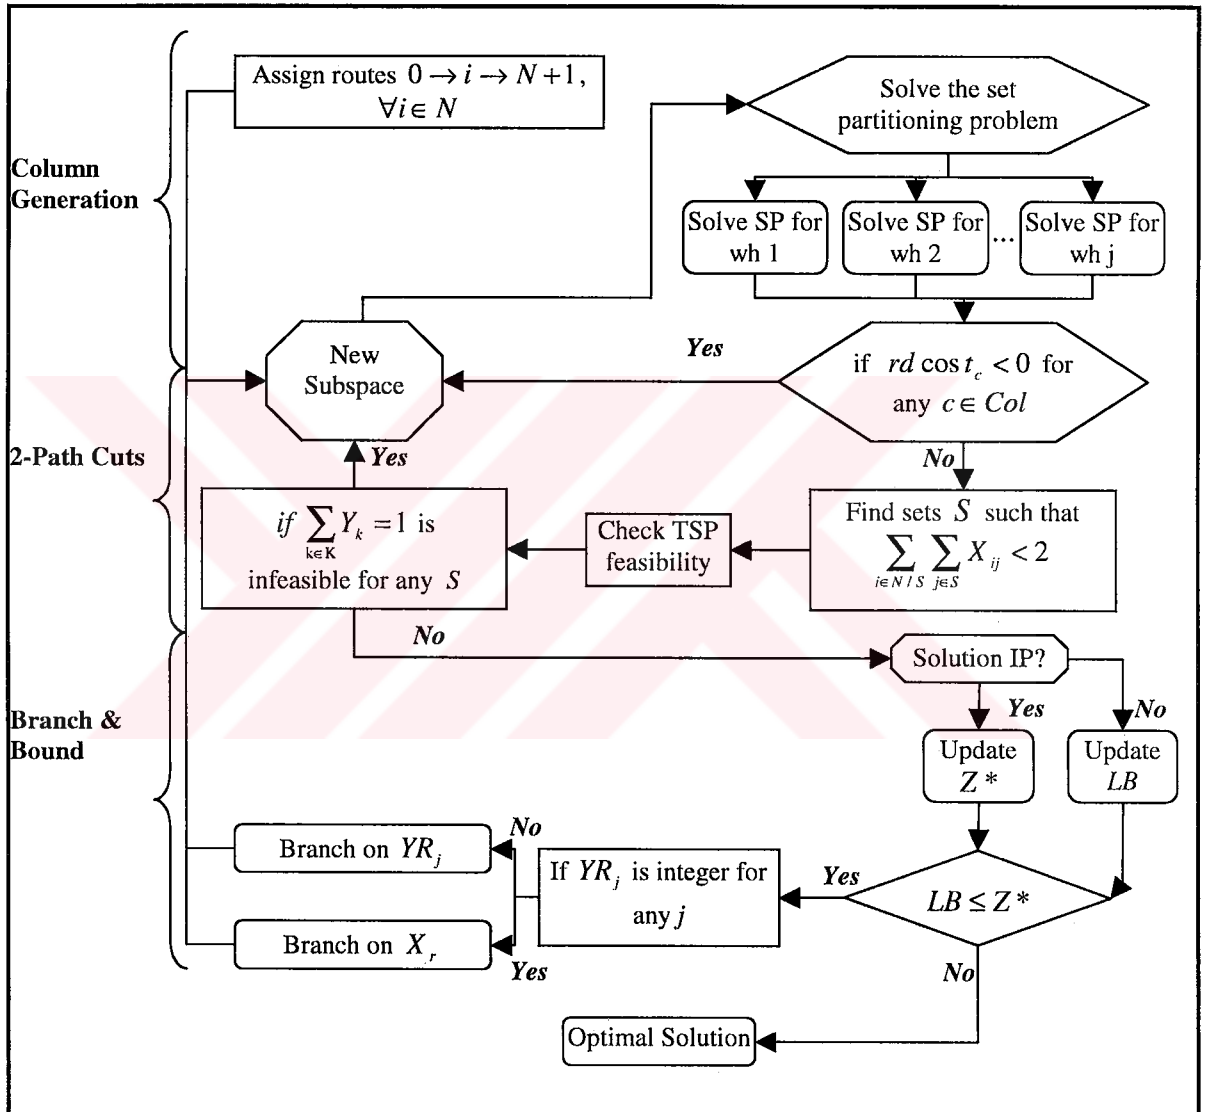 Assign routes 0 → i → N + 1,
∀i ∈ N
Solve the set
partitioning problem
Column
Generation
Solve SP for
wh 1
Solve SP for
wh 2
...
Solve SP for
wh j
New
Subspace
Yes
if rd cos t_c < 0 for
any c ∈ Col
2-Path Cuts
Yes
No
if ∑ Y_k = 1 is
k∈K
infeasible for any S
Check TSP
feasibility
Find sets S such that
∑ ∑ X_ij < 2
i∈N / S j∈S
No
Solution IP?
Branch &
Bound
Yes
No
Update
Z *
Update
LB
No
Branch on YR_j
If YR_j is integer for
any j
Yes
LB ≤ Z *
Branch on X_r
Yes
No
Optimal Solution